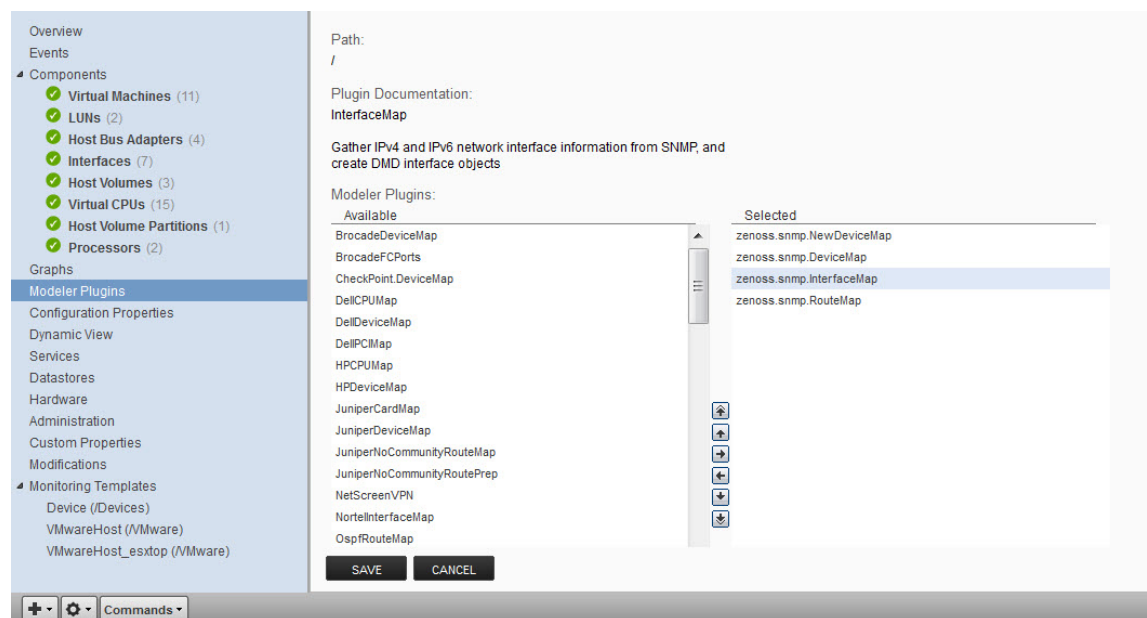 Overview
Events
Components
Virtual Machines (11)
LUNs (2)
Host Bus Adapters (4)
Interfaces (7)
Host Volumes (3)
Virtual CPUs (15)
Host Volume Partitions (1)
Processors (2)
Graphs
Modeler Plugins
Configuration Properties
Dynamic View
Services
Datastores
Hardware
Administration
Custom Properties
Modifications
Monitoring Templates
Device (/Devices)
VMwareHost (/VMware)
VMwareHost_esxtop (/VMware)
Path:
/
Plugin Documentation:
InterfaceMap
Gather IPv4 and IPv6 network interface information from SNMP, and
create DMD interface objects
Modeler Plugins:
Available
BrocadeDeviceMap
BrocadeFCPorts
CheckPoint.DeviceMap
DellCPUMap
DellDeviceMap
DellPCIMap
HPCPUMap
HPDeviceMap
JuniperCardMap
JuniperDeviceMap
JuniperNoCommunityRouteMap
JuniperNoCommunityRoutePrep
NetScreenVPN
NortelInterfaceMap
OspfRouteMap
Selected
zenoss.snmp.NewDeviceMap
zenoss.snmp.DeviceMap
zenoss.snmp.InterfaceMap
zenoss.snmp.RouteMap
SAVE
CANCEL
Commands